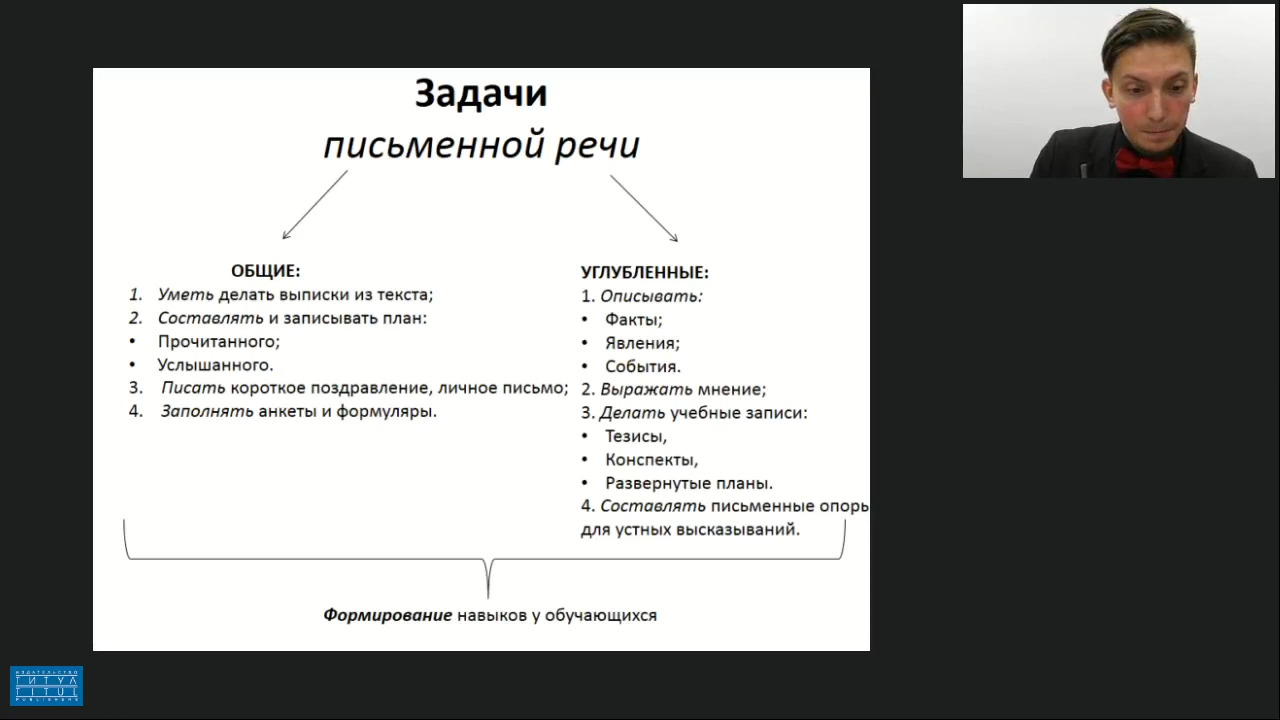 Задачи
письменной речи
ОБЩИЕ:
1. Уметь делать выписки из текста;
2. Составлять и записывать план:
• Прочитанного;
• Услышанного.
3. Писать короткое поздравление, личное письмо;
4. Заполнять анкеты и формуляры.
УГЛУБЛЕННЫЕ:
1. Описывать:
• Факты;
• Явления;
• События.
2. Выражать мнение;
3. Делать учебные записи:
• Тезисы,
• Конспекты,
• Развернутые планы.
4. Составлять письменные опоры
для устных высказываний.
Формирование навыков у обучающихся
ИЗДАТЕЛЬСТВО
ТИТУЛ
TITUL
PUBLISHERS